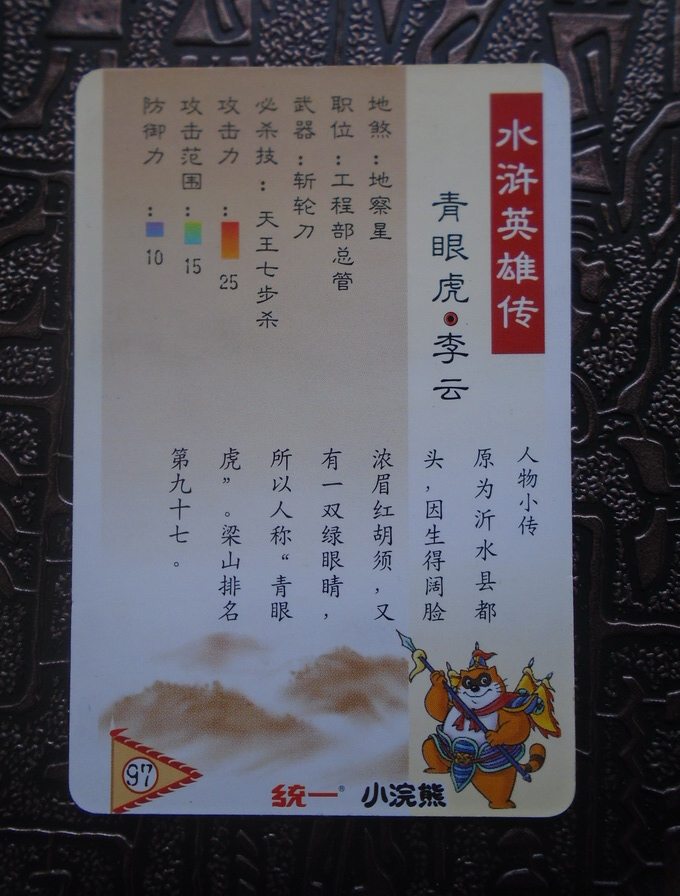 水浒英雄传
青眼虎·李云
地煞：地察星
职位：工程部总管
武器：斩轮刀
必杀技：天王七步杀
攻击力：25
攻击范围：15
防御力：10
人物小传
原为沂水县都
头，因生得阔脸
浓眉红胡须，又
有一双绿眼睛，
所以人称“青眼
虎”。梁山排名
第九十七。
97
统一® 小浣熊